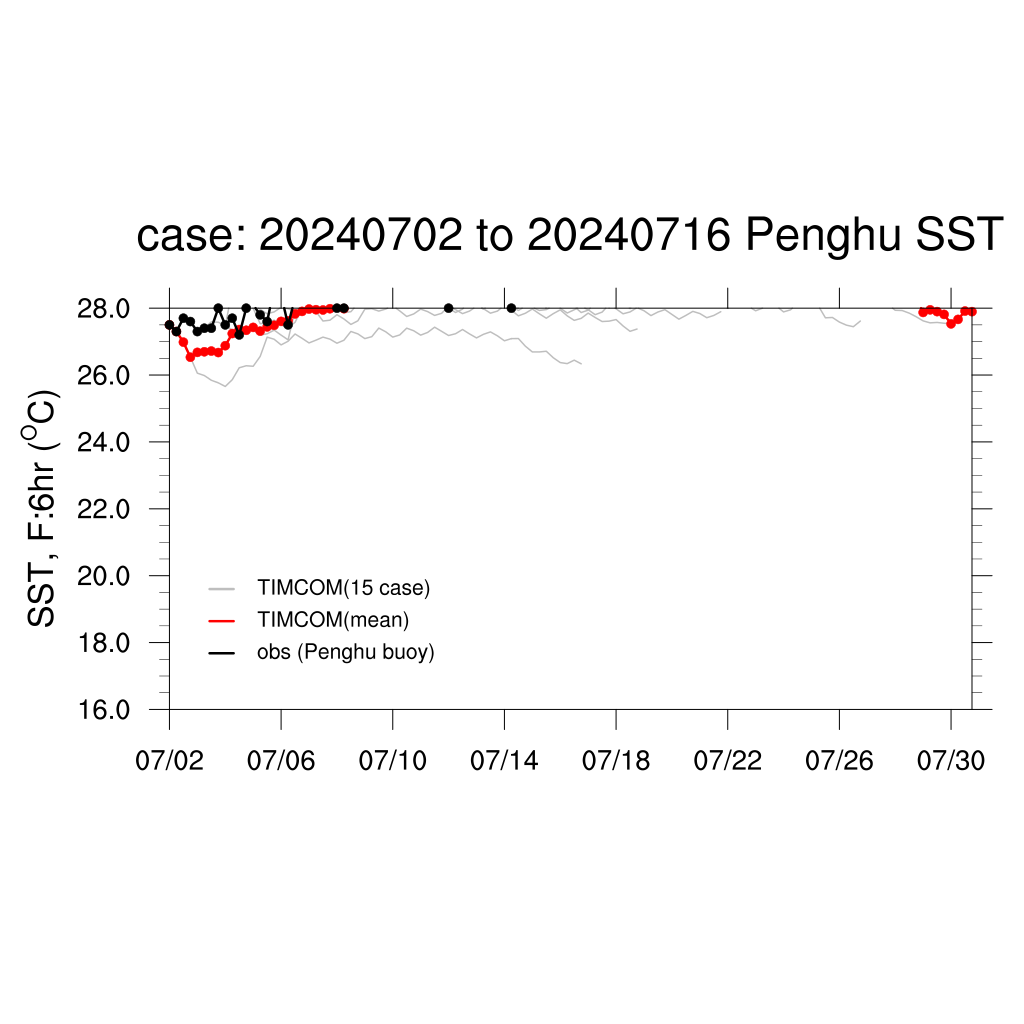 case: 20240702 to 20240716 Penghu SST
SST, F:6hr (°C)
28.0
26.0
24.0
22.0
20.0
18.0
16.0
TIMCOM(15 case)
TIMCOM(mean)
obs (Penghu buoy)
07/02 07/06 07/10 07/14 07/18 07/22 07/26 07/30